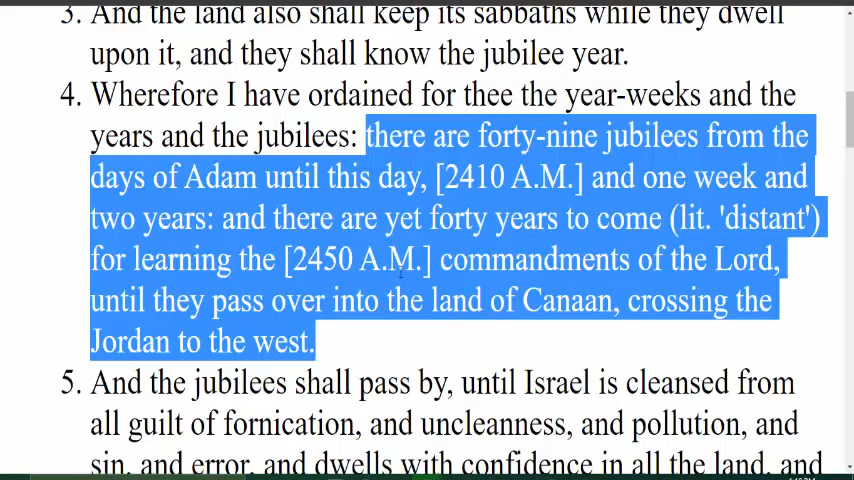 3. And the land also shall keep its sabbaths while they dwell
upon it, and they shall know the jubilee year.
4. Wherefore I have ordained for thee the year-weeks and the
years and the jubilees: there are forty-nine jubilees from the
days of Adam until this day, [2410 A.M.] and one week and
two years: and there are yet forty years to come (lit. 'distant')
for learning the [2450 A.M.] commandments of the Lord,
until they pass over into the land of Canaan, crossing the
Jordan to the west.
5. And the jubilees shall pass by, until Israel is cleansed from
all guilt of fornication, and uncleanness, and pollution, and
sin, and error, and dwells with confidence in all the land, and